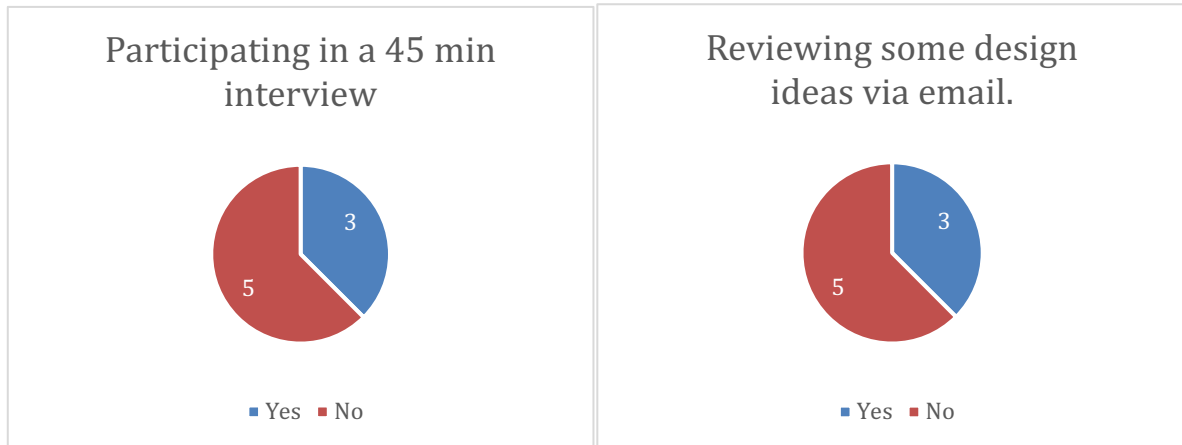 Participating in a 45 min
interview
3
5
Yes No
Reviewing some design
ideas via email.
3
5
Yes No